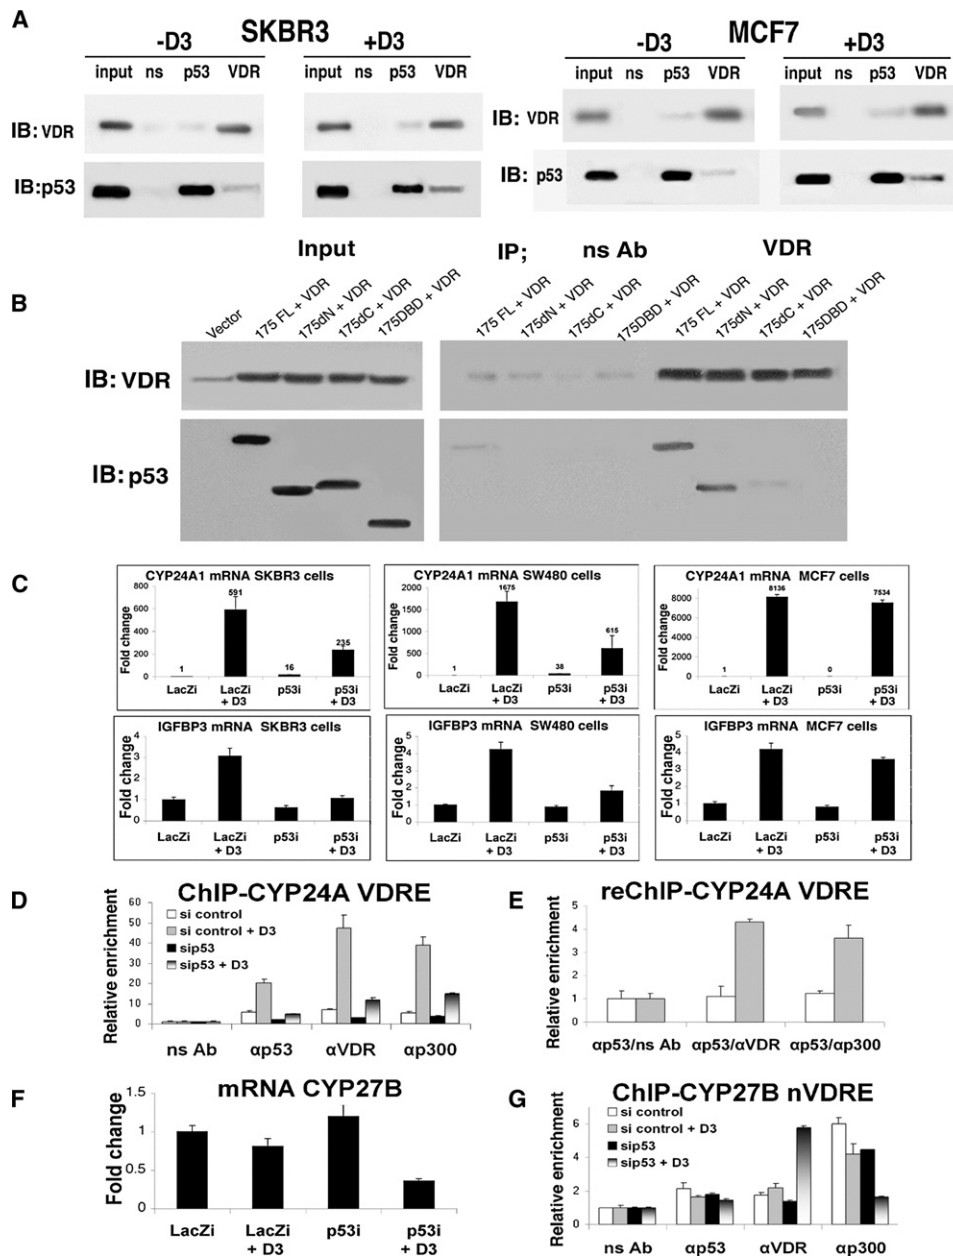 A
SKBR3
-D3
+D3
input ns p53 VDR
input ns p53 VDR
IB: VDR
IB:p53
MCF7
-D3
+D3
input ns p53 VDR
input ns p53 VDR
IB: VDR
IB: p53
B
Input
IP; ns Ab VDR
Vector
175 FL + VDR
175dN + VDR
175dC + VDR
175DBD + VDR
175 FL + VDR
175dN + VDR
175dC + VDR
175DBD + VDR
175 FL + VDR
175dN + VDR
175dC + VDR
175DBD + VDR
IB: VDR
IB: p53
C
CYP24A1 mRNA SKBR3 cells
Fold change
800
600
400
200
0
1
591
16
235
LacZi
LacZi + D3
p53i
p53i + D3
CYP24A1 mRNA SW480 cells
Fold change
2000
1500
1000
500
0
1
1675
38
615
LacZi
LacZi + D3
p53i
p53i + D3
CYP24A1 mRNA MCF7 cells
Fold change
8000
6000
4000
2000
0
1
8136
0
7534
LacZi
LacZi + D3
p53i
p53i + D3
IGFBP3 mRNA SKBR3 cells
Fold change
4
3
2
1
0
LacZi
LacZi + D3
p53i
p53i + D3
IGFBP3 mRNA SW480 cells
Fold change
5
4
3
2
1
0
LacZi
LacZi + D3
p53i
p53i + D3
IGFBP3 mRNA MCF7 cells
Fold change
5
4
3
2
1
0
LacZi
LacZi + D3
p53i
p53i + D3
D
ChIP-CYP24A VDRE
Relative enrichment
60
50
40
30
20
10
0
si control
si control + D3
sip53
sip53 + D3
ns Ab αp53 αVDR αp300
E
reChIP-CYP24A VDRE
Relative enrichment
5
4
3
2
1
0
αp53/ns Ab αp53/αVDR αp53/αp300
F
mRNA CYP27B
Fold change
1.5
1
0.5
0
LacZi
LacZi + D3
p53i
p53i + D3
G
ChIP-CYP27B nVDRE
Relative enrichment
6
4
2
0
si control
si control + D3
sip53
sip53 + D3
ns Ab αp53 αVDR αp300